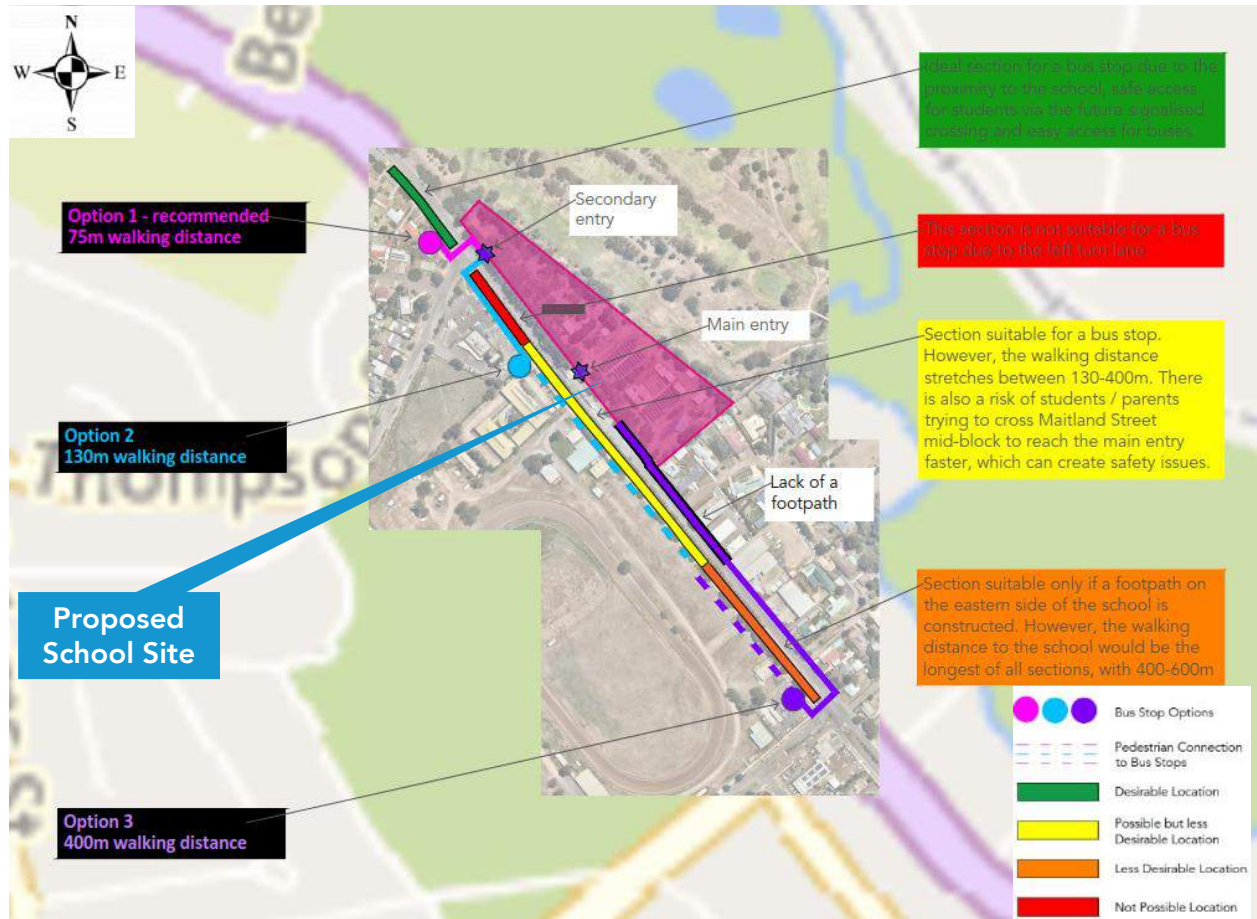 N
W
E
S
Be
Thompson
Option 1 - recommended
75m walking distance
Option 2
130m walking distance
Proposed
School Site
Option 3
400m walking distance
Secondary
entry
Main entry
Lack of a
footpath
Ideal section for a bus stop due to the
proximity to the school, safe access
for students via the future signalised
crossing and easy access for buses.
This section is not suitable for a bus
stop due to the left turn lane
Section suitable for a bus stop.
However, the walking distance
stretches between 130-400m. There
is also a risk of students / parents
trying to cross Maitland Street
mid-block to reach the main entry
faster, which can create safety issues.
Section suitable only if a footpath on
the eastern side of the school is
constructed. However, the walking
distance to the school would be the
longest of all sections, with 400-600m
Bus Stop Options
Pedestrian Connection
to Bus Stops
Desirable Location
Possible but less
Desirable Location
Less Desirable Location
Not Possible Location